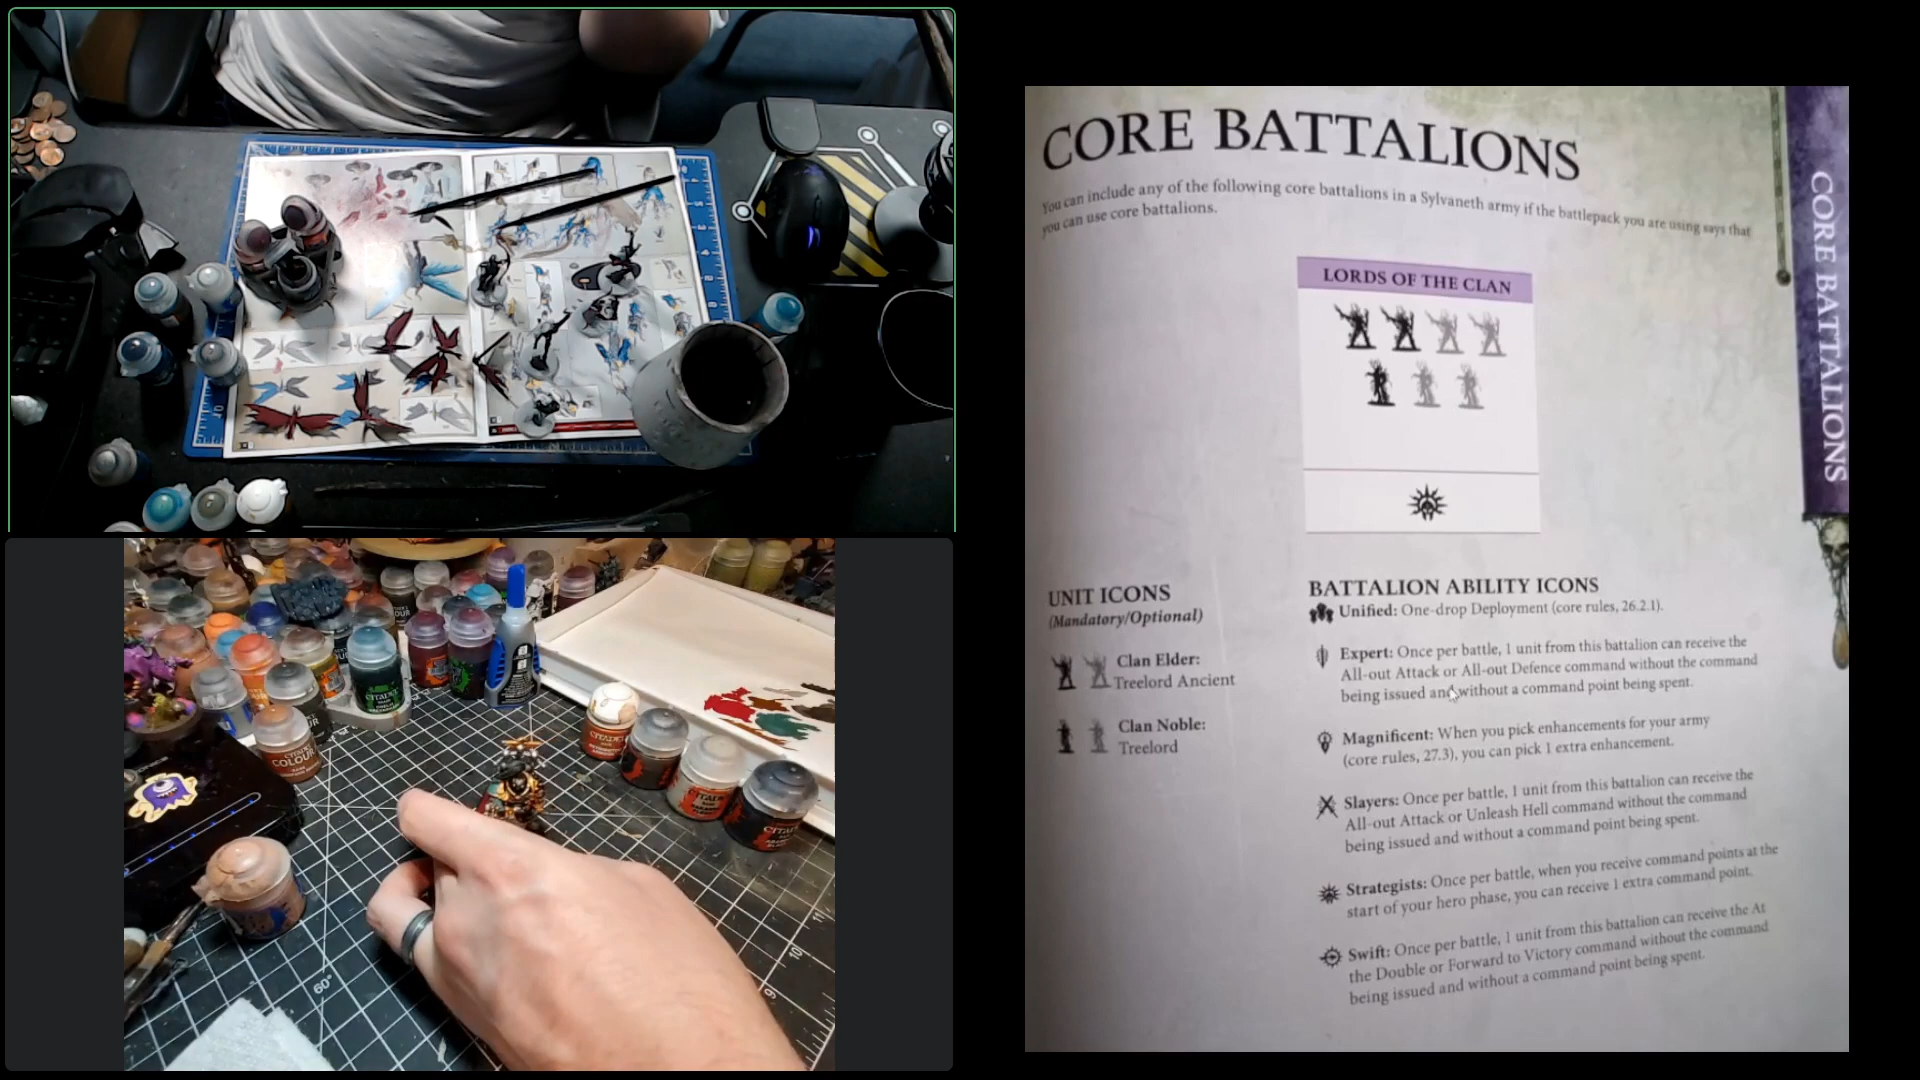 CORE BATTALIONS
You can include any of the following core battalions in a Sylvaneth army if the battlepack you are using says that
you can use core battalions.
LORDS OF THE CLAN
UNIT ICONS
(Mandatory/Optional)
Clan Elder:
Treelord Ancient
Clan Noble:
Treelord
BATTALION ABILITY ICONS
Unified: One-drop Deployment (core rules, 26.2.1).
Expert: Once per battle, 1 unit from this battalion can receive the
All-out Attack or All-out Defence command without the command
being issued and without a command point being spent.
Magnificent: When you pick enhancements for your army
(core rules, 27.3), you can pick 1 extra enhancement.
Slayers: Once per battle, 1 unit from this battalion can receive the
All-out Attack or Unleash Hell command without the command
being issued and without a command point being spent.
Strategists: Once per battle, when you receive command points at the
start of your hero phase, you can receive 1 extra command point.
Swift: Once per battle, 1 unit from this battalion can receive the At
the Double or Forward to Victory command without the command
being issued and without a command point being spent.
CORE BATTALIONS
CITADEL
COLOUR
CITADEL
60°
11
10
9